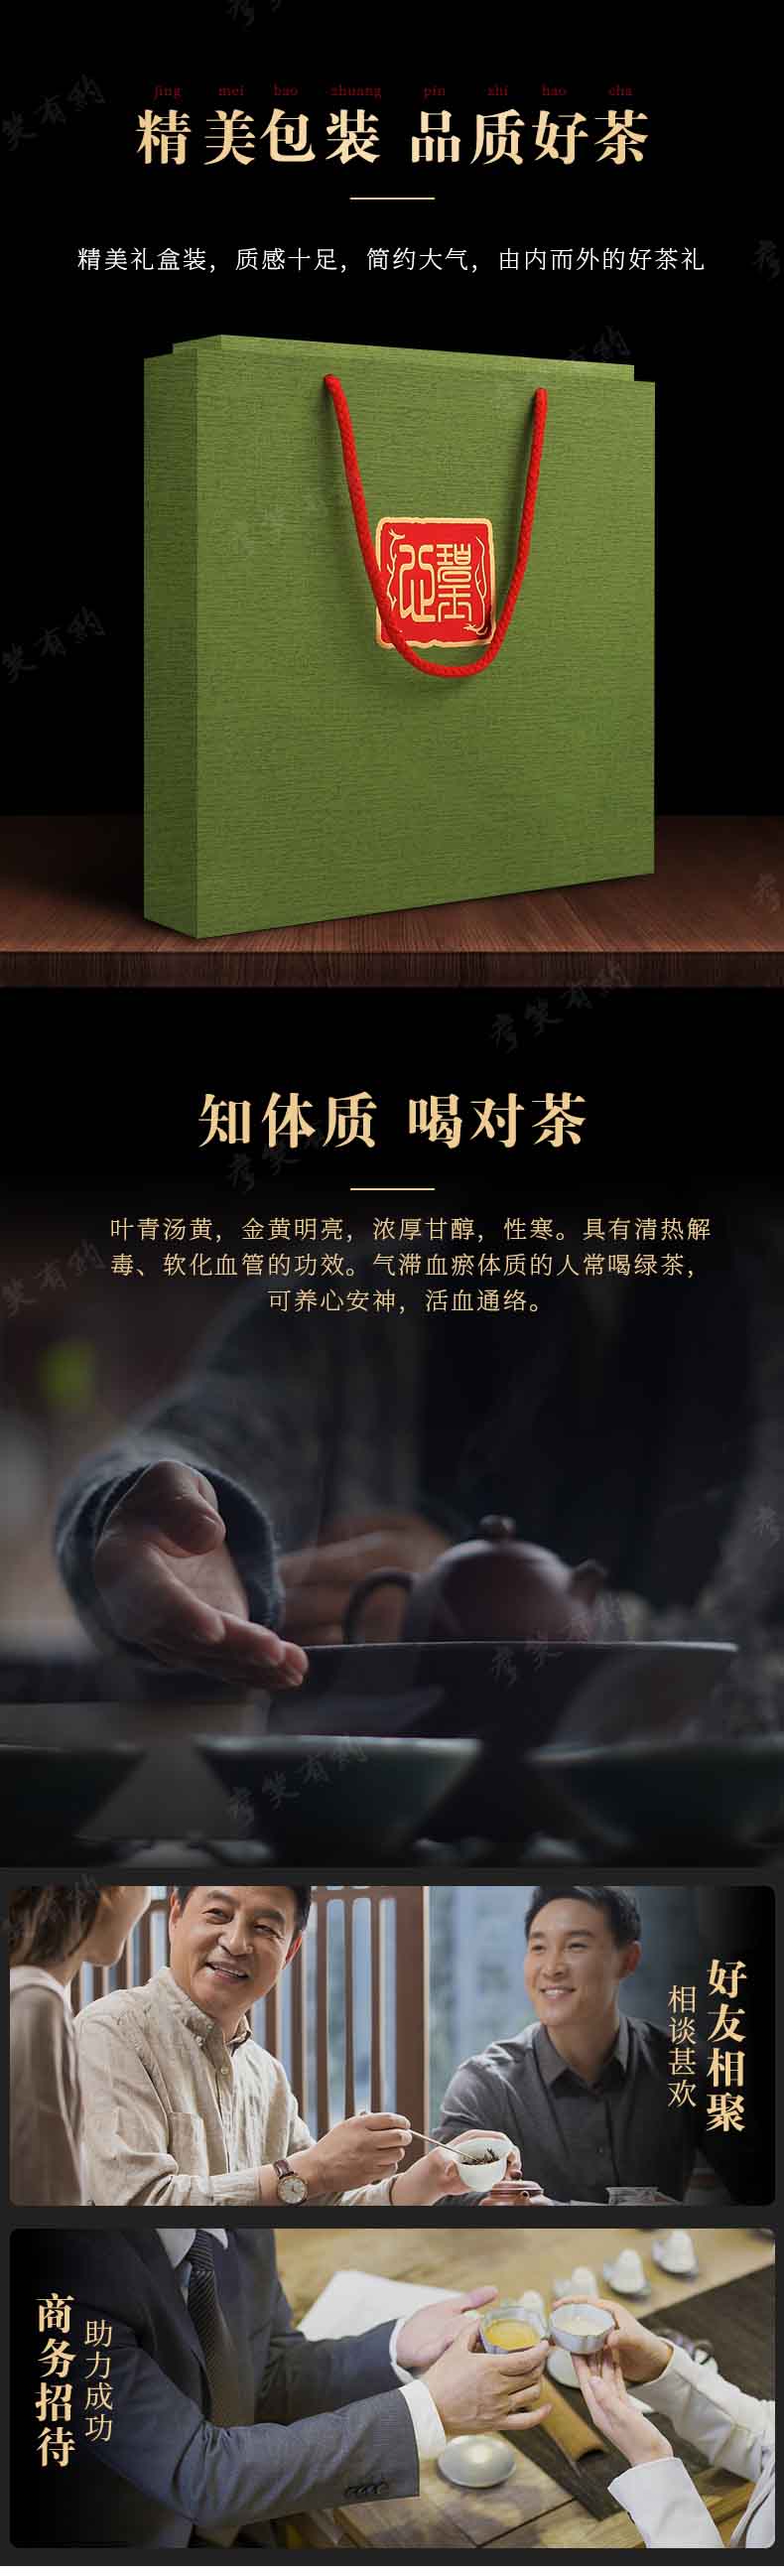 jing mei bao zhuang pin zhi hao cha
精美包装 品质好茶
精美礼盒装，质感十足，简约大气，由内而外的好茶礼
知体质 喝对茶
叶青汤黄，金黄明亮，浓厚甘醇，性寒。具有清热解
毒、软化血管的功效。气滞血瘀体质的人常喝绿茶，
可养心安神，活血通络。
好友相聚
相谈甚欢
商务招待
助力成功